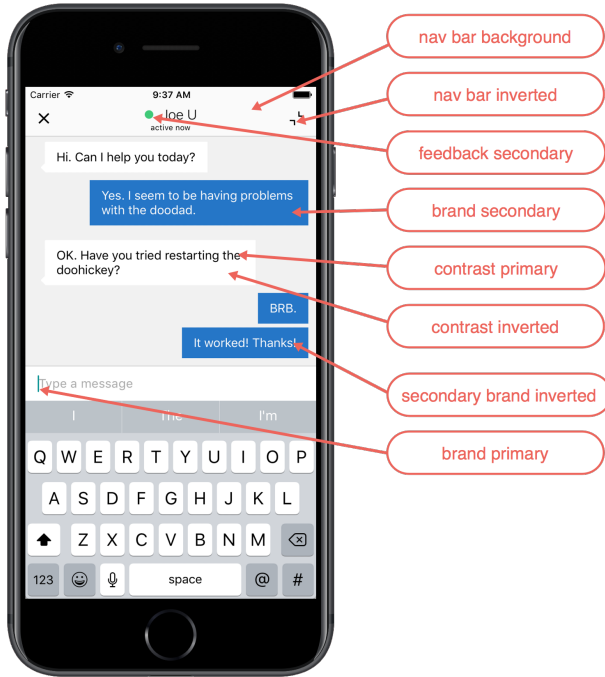 nav bar background
nav bar inverted
feedback secondary
brand secondary
contrast primary
contrast inverted
secondary brand inverted
brand primary
Carrier 9:37 AM
Joe U
active now
Hi. Can I help you today?
Yes. I seem to be having problems
with the doodad.
OK. Have you tried restarting the
doohickey?
BRB.
It worked! Thanks!
Type a message
I The I'm
Q W E R T Y U I O P
A S D F G H J K L
Z X C V B N M
123 space @ #